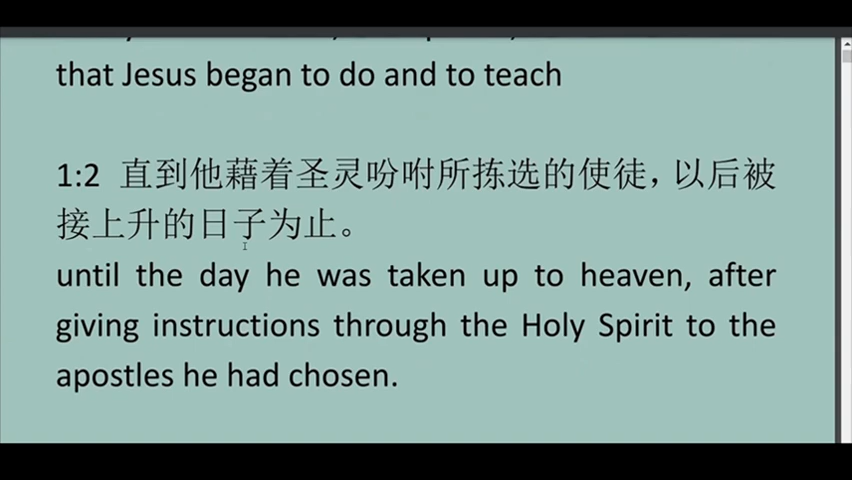 that Jesus began to do and to teach
1:2 直到他藉着圣灵吩咐所拣选的使徒，以后被
接上升的日子为止。
until the day he was taken up to heaven, after
giving instructions through the Holy Spirit to the
apostles he had chosen.